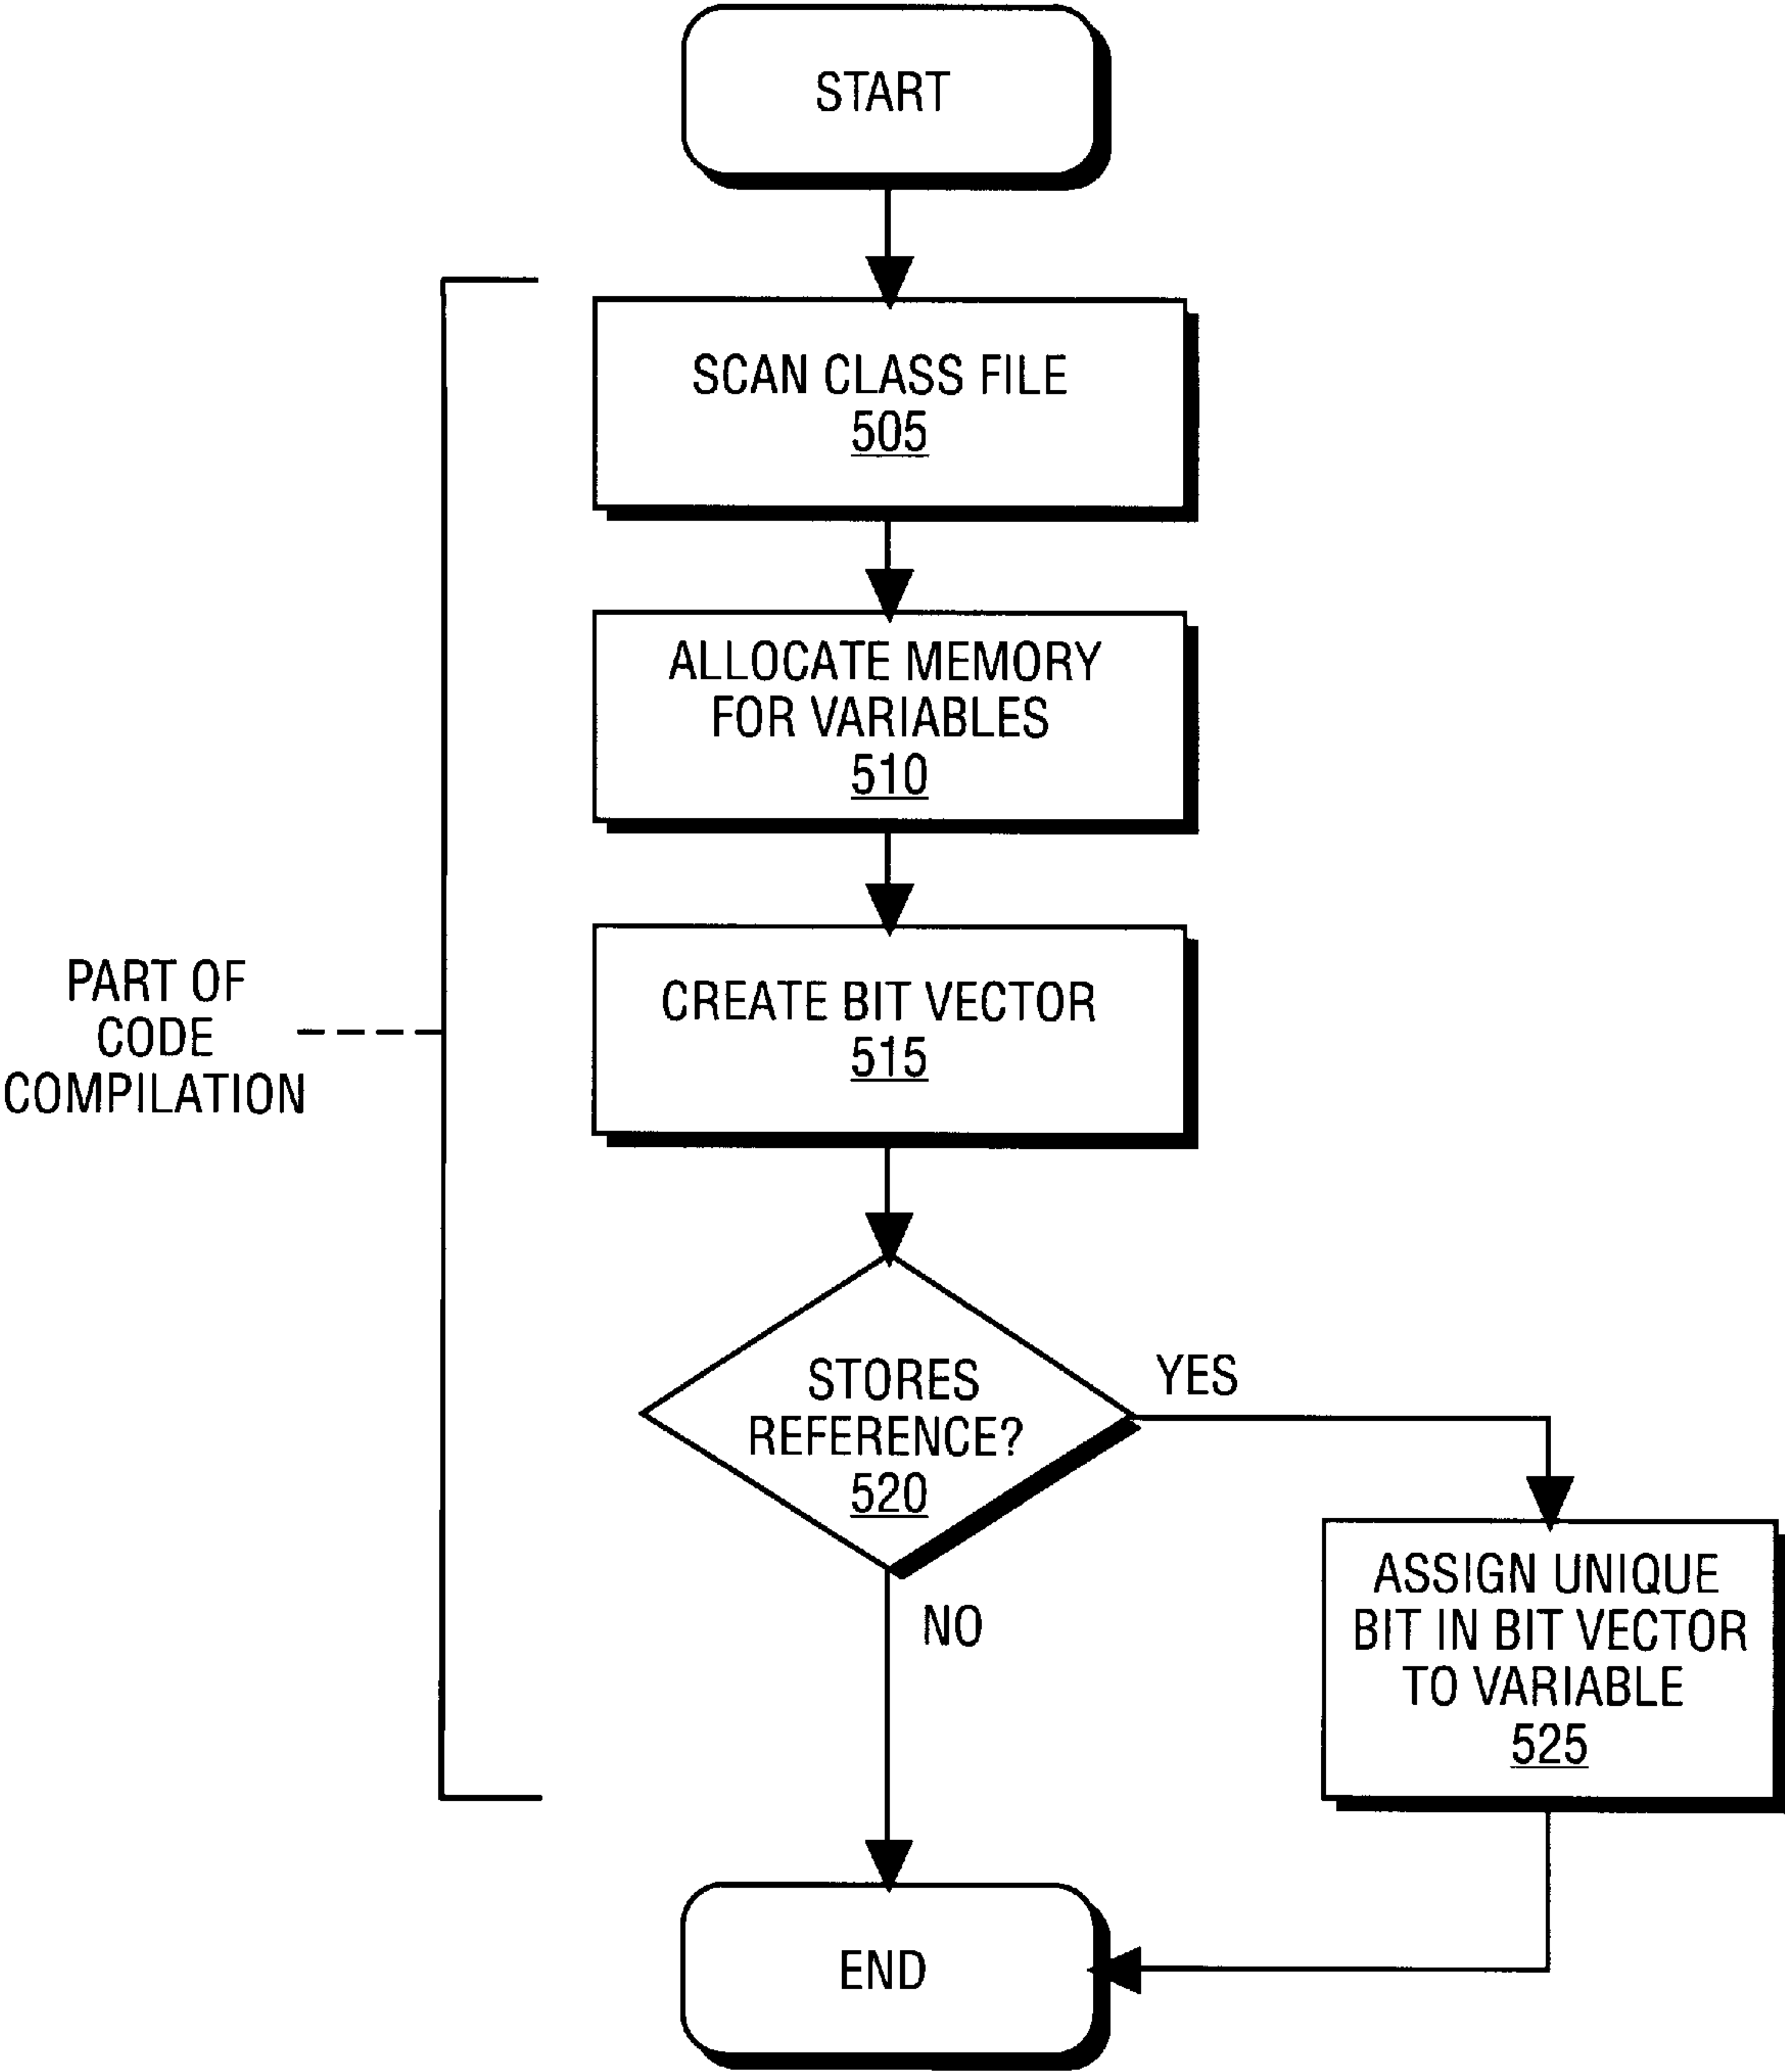 START
SCAN CLASS FILE
505
ALLOCATE MEMORY
FOR VARIABLES
510
PART OF
CODE
COMPILATION
CREATE BIT VECTOR
515
STORES
REFERENCE?
520
YES
NO
ASSIGN UNIQUE
BIT IN BIT VECTOR
TO VARIABLE
525
END